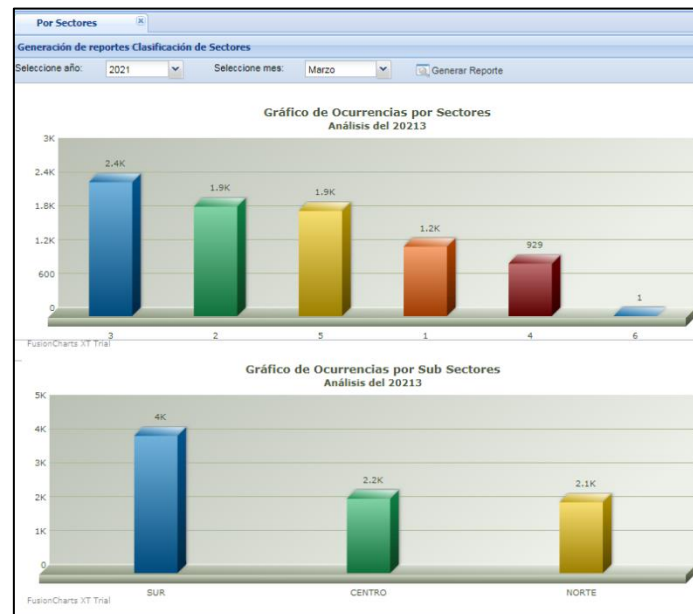 Por Sectores
Generación de reportes Clasificación de Sectores
Seleccione año: 2021 Seleccione mes: Marzo Generar Reporte
Gráfico de Ocurrencias por Sectores
Análisis del 20213
3K
2.4K
1.8K
1.2K
600
0
2.4K
1.9K
1.9K
1.2K
929
1
3 2 5 1 4 6
FusionCharts XT Trial
Gráfico de Ocurrencias por Sub Sectores
Análisis del 20213
5K
4K
3K
2K
1K
0
4K
2.2K
2.1K
SUR CENTRO NORTE
FusionCharts XT Trial